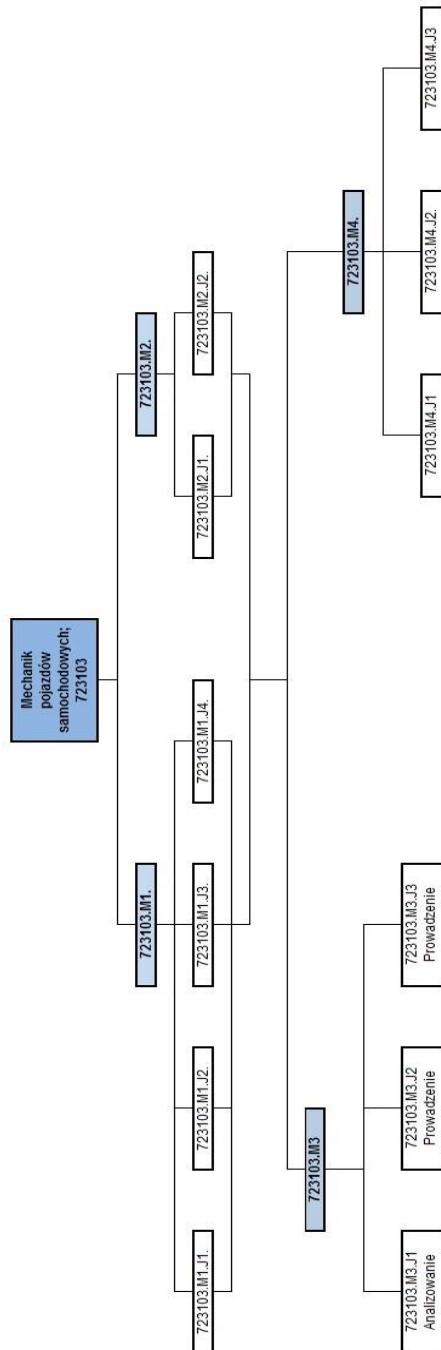 Mechanik
pojazdów
samochodowych;
723103
723103.M1.
723103.M2.
723103.M1.J1.
723103.M1.J2.
723103.M1.J3.
723103.M1.J4.
723103.M2.J1.
723103.M2.J2.
723103.M3
723103.M4.
723103.M3.J1
Analizowanie
723103.M3.J2
Prowadzenie
723103.M3.J3
Prowadzenie
723103.M4.J1
723103.M4.J2.
723103.M4.J3